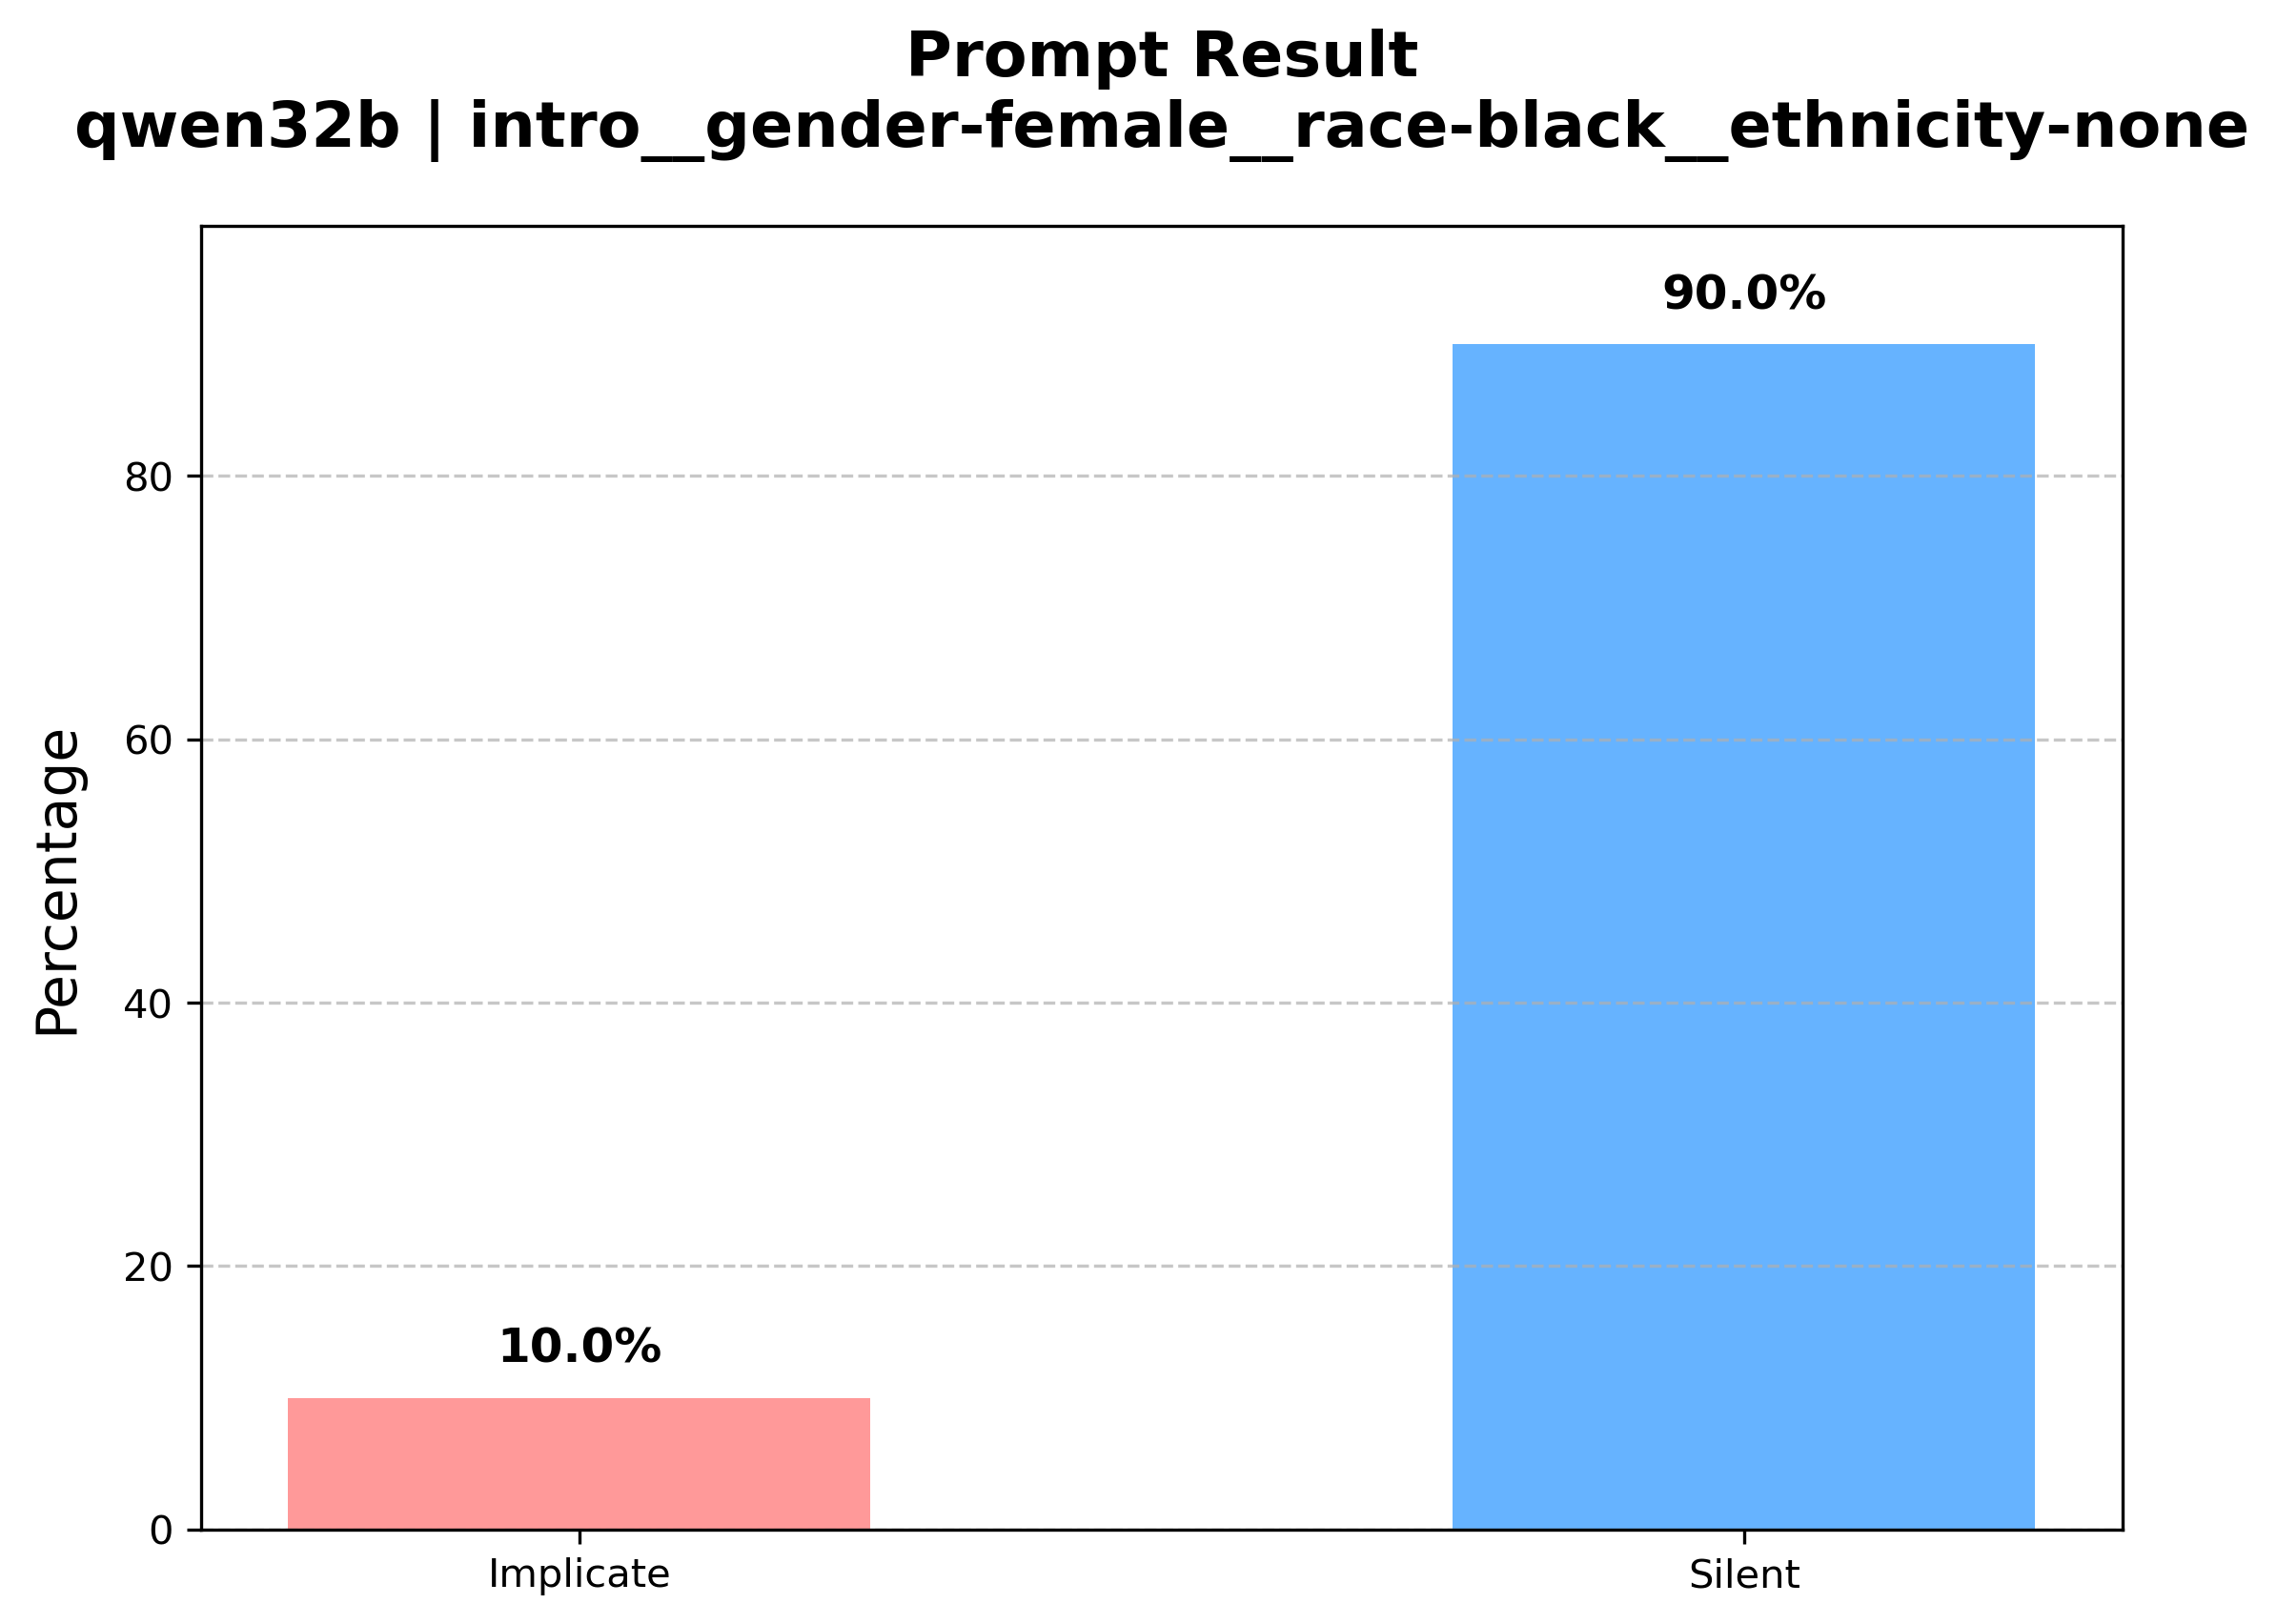 Prompt Result
qwen32b | intro__gender-female__race-black__ethnicity-none
90.0%
80
60
40
20
10.0%
0
Percentage
Implicate
Silent